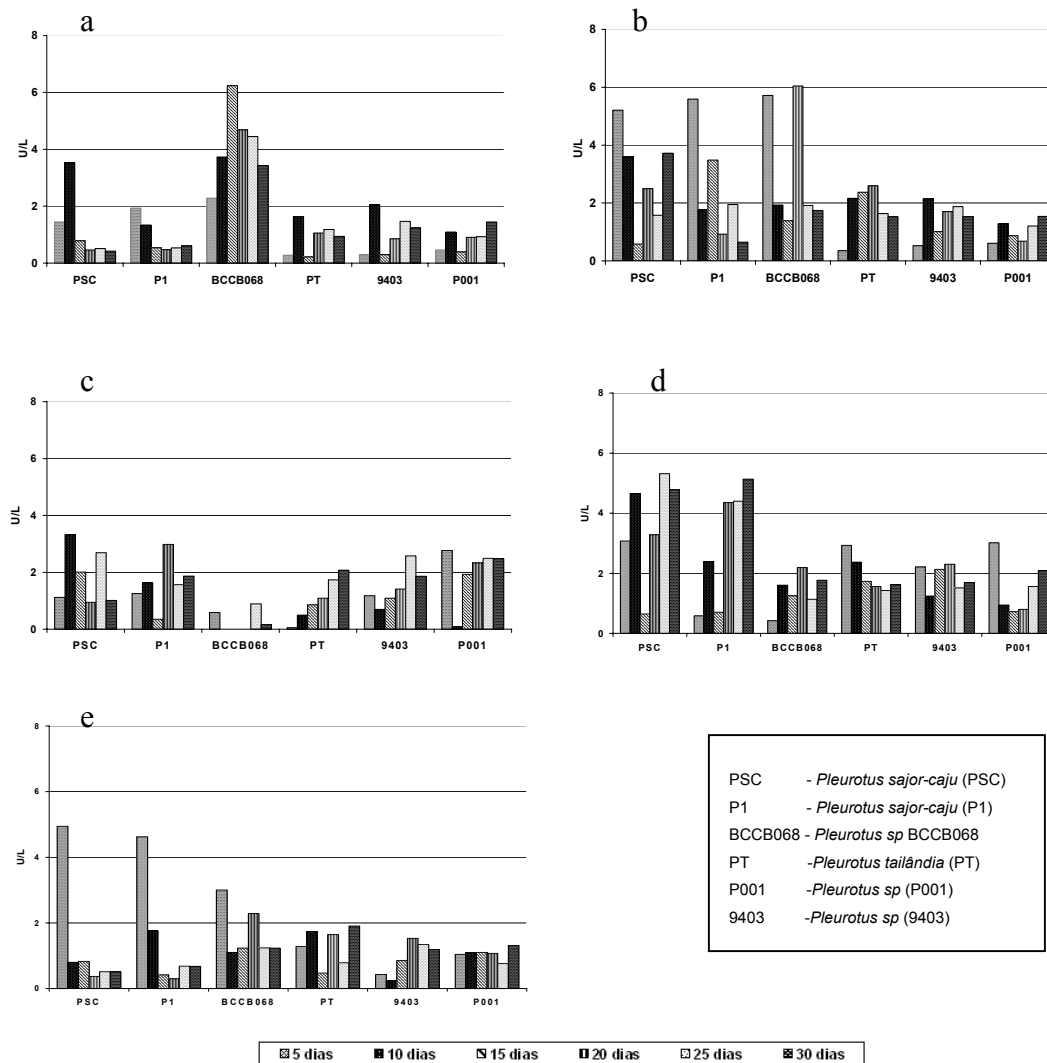 a
8
6
4
2
0
U/L
PSC P1 BCCB068 PT 9403 P001
b
8
6
4
2
0
U/L
PSC P1 BCCB068 PT 9403 P001
c
8
6
4
2
0
U/L
PSC P1 BCCB068 PT 9403 P001
d
8
6
4
2
0
U/L
PSC P1 BCCB068 PT 9403 P001
e
8
6
4
2
0
U/L
PSC P1 BCCB068 PT 9403 P001
PSC - Pleurotus sajor-caju (PSC)
P1 - Pleurotus sajor-caju (P1)
BCCB068 - Pleurotus sp BCCB068
PT -Pleurotus tailândia (PT)
P001 -Pleurotus sp (P001)
9403 -Pleurotus sp (9403)
5 dias 10 dias 15 dias 20 dias 25 dias 30 dias